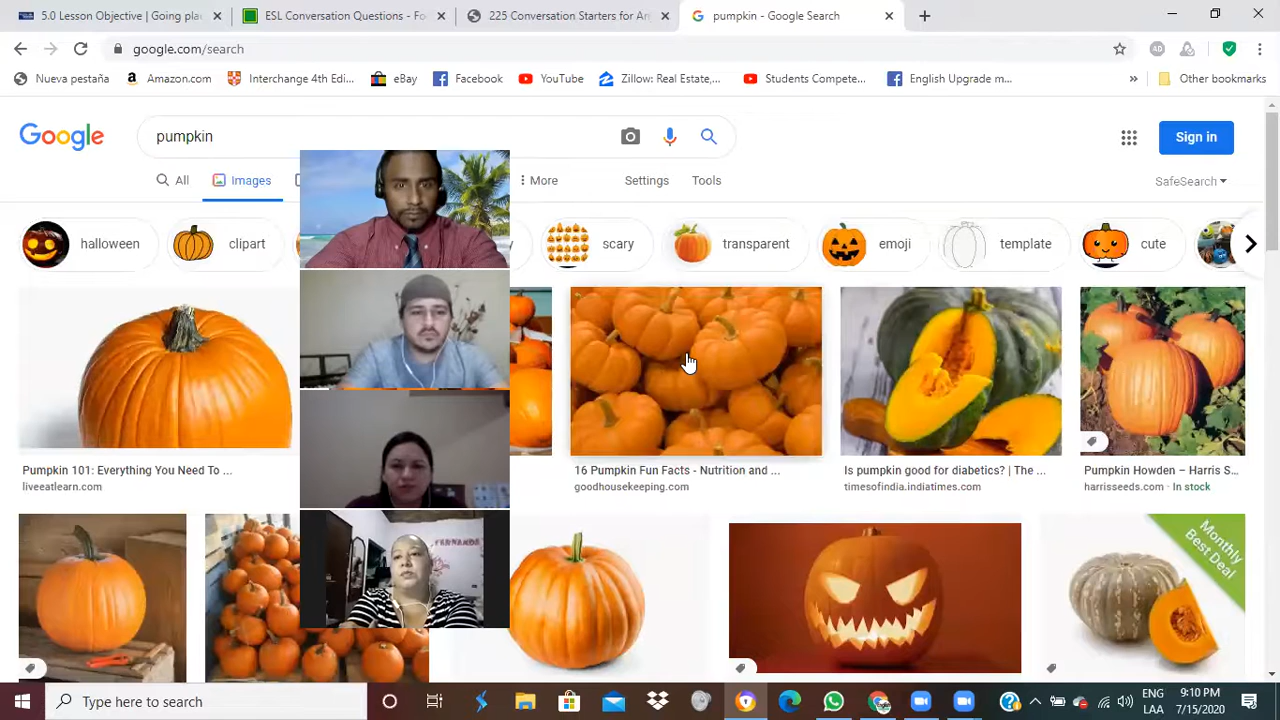 5.0 Lesson Objective | Going pla
ESL Conversation Questions - Fo
225 Conversation Starters for
pumpkin - Google Search
google.com/search
Nueva pestaña
Amazon.com
Interchange 4th Edi...
eBay
Facebook
YouTube
Zillow: Real Estate,...
Students Compete...
English Upgrade m...
»
Other bookmarks
Google
pumpkin
Sign in
All
Images
More
Settings
Tools
SafeSearch
halloween
clipart
scary
transparent
emoji
template
cute
Pumpkin 101: Everything You Need To ...
liveeatlearn.com
16 Pumpkin Fun Facts - Nutrition and ...
goodhousekeeping.com
Is pumpkin good for diabetics? | The ...
timesofindia.indiatimes.com
Pumpkin Howden – Harris S...
harrisseeds.com · In stock
FERNANDA
Monthly
Best Deal
Type here to search
ENG
LAA
9:10 PM
7/15/2020